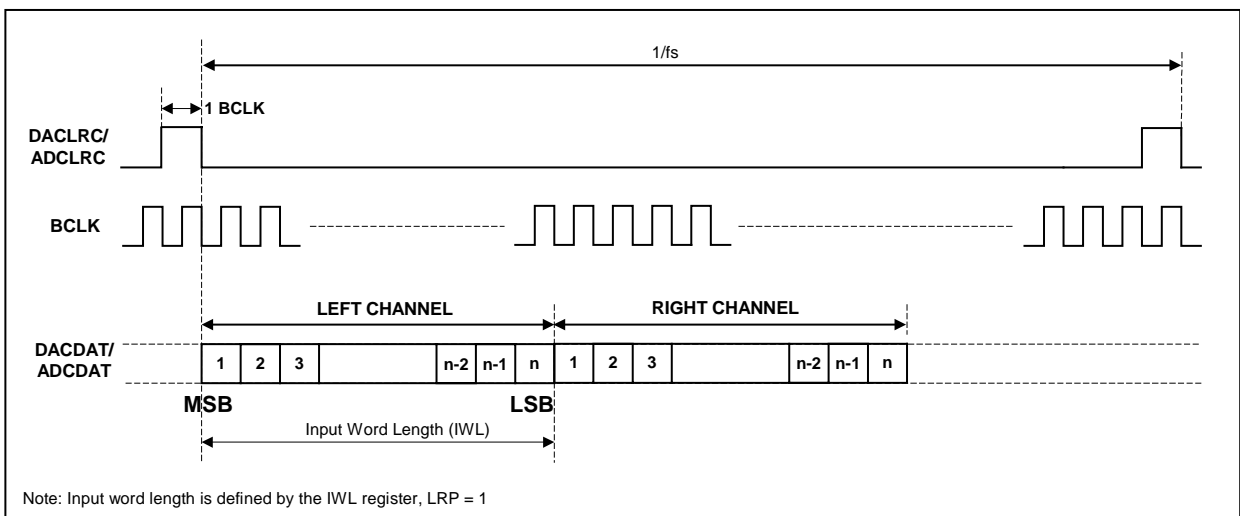 1/fs
1 BCLK
DACLRC/
ADCLRC
BCLK
LEFT CHANNEL
RIGHT CHANNEL
DACDAT/
ADCDAT
1 2 3 n-2 n-1 n 1 2 3 n-2 n-1 n
MSB LSB
Input Word Length (IWL)
Note: Input word length is defined by the IWL register, LRP = 1